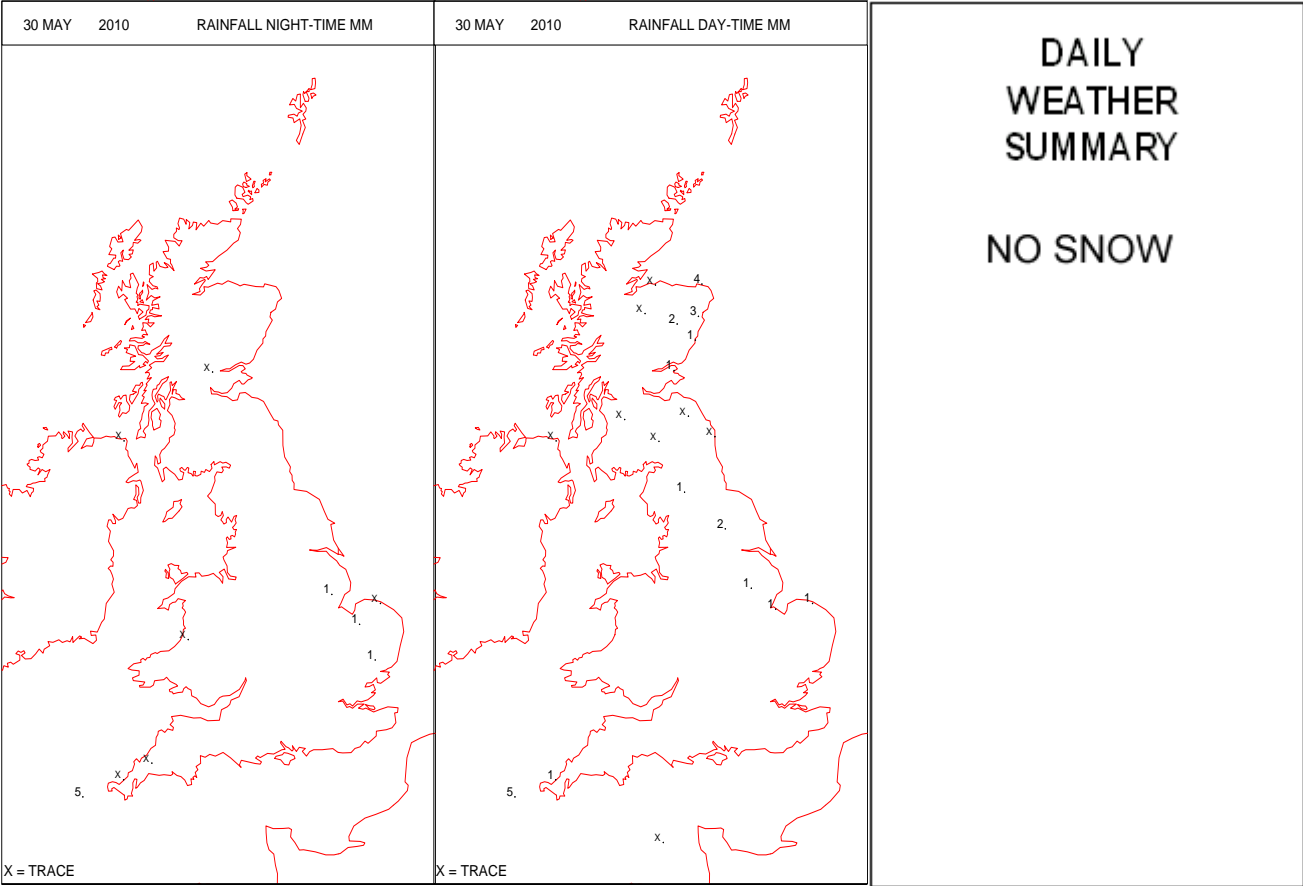 30 MAY 2010 RAINFALL NIGHT-TIME MM
X.
X.
1.
X.
1.
X.
1.
X.
X.
5.
X = TRACE
30 MAY 2010 RAINFALL DAY-TIME MM
X. 4.
X. 3.
2.
1.
1.
X. X.
X. X. X.
1.
2.
1.
1. 1.
1.
5.
X.
X = TRACE
DAILY
WEATHER
SUMMARY
NO SNOW